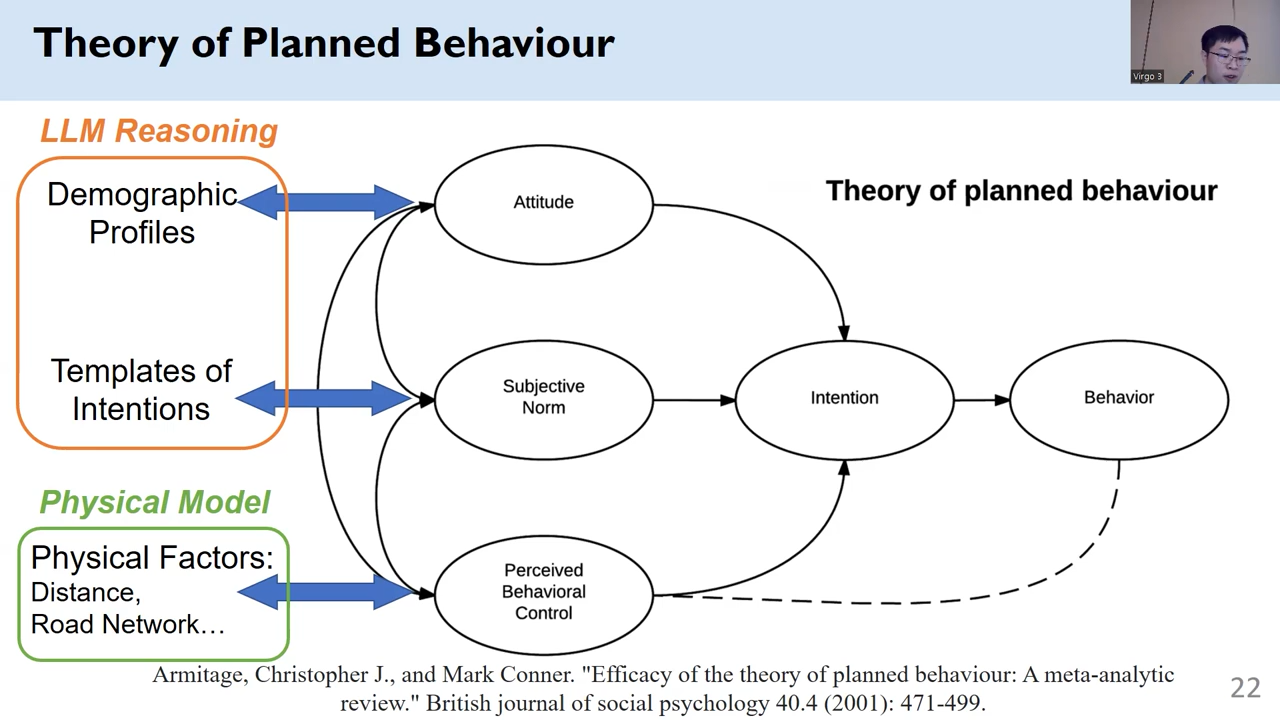 Theory of Planned Behaviour
Virgo 3
LLM Reasoning
Demographic
Profiles
Templates of
Intentions
Physical Model
Physical Factors:
Distance,
Road Network…
Theory of planned behaviour
Attitude
Subjective
Norm
Perceived
Behavioral
Control
Intention
Behavior
Armitage, Christopher J., and Mark Conner. "Efficacy of the theory of planned behaviour: A meta-analytic
review." British journal of social psychology 40.4 (2001): 471-499.
22